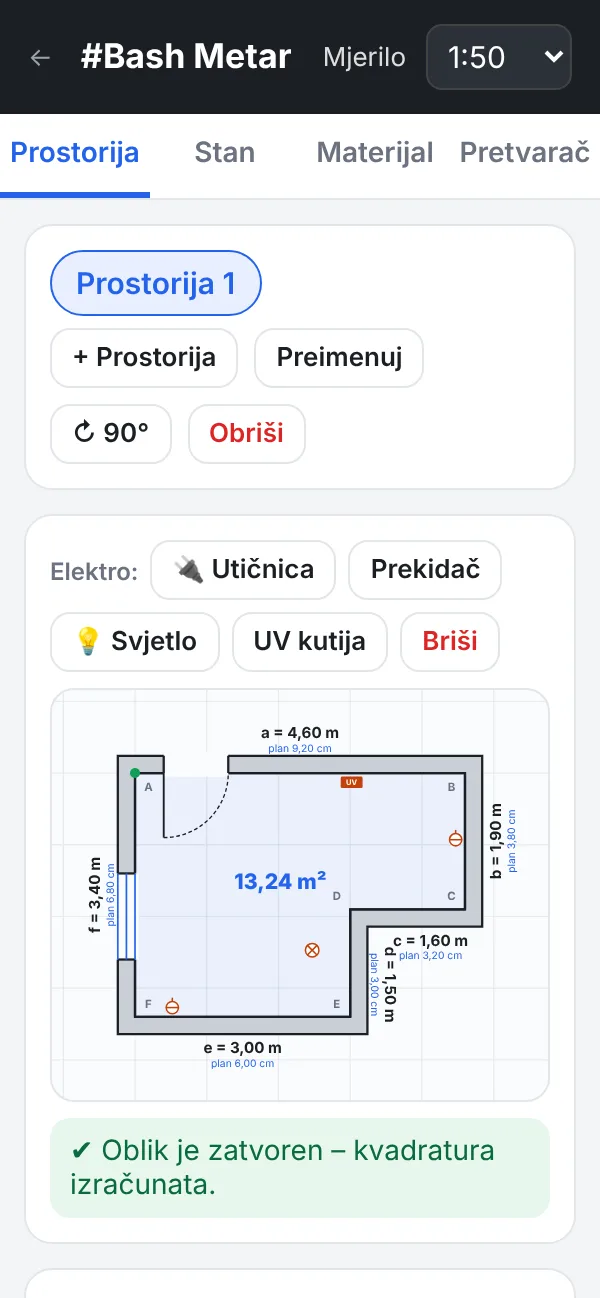 ← #Bash Metar Mjerilo 1:50
Prostorija Stan Materijal Pretvarač
Prostorija 1
+ Prostorija Preimenuj
↻ 90° Obriši
Elektro: 🔌 Utičnica Prekidač
💡 Svjetlo UV kutija Briši
a = 4,60 m
plan 9,20 cm
A
UV
B
b = 1,90 m
plan 3,80 cm
f = 3,40 m
plan 6,80 cm
13,24 m²
D
C
c = 1,60 m
plan 3,20 cm
d = 1,50 m
plan 3,00 cm
F
E
e = 3,00 m
plan 6,00 cm
✔ Oblik je zatvoren – kvadratura
izračunata.